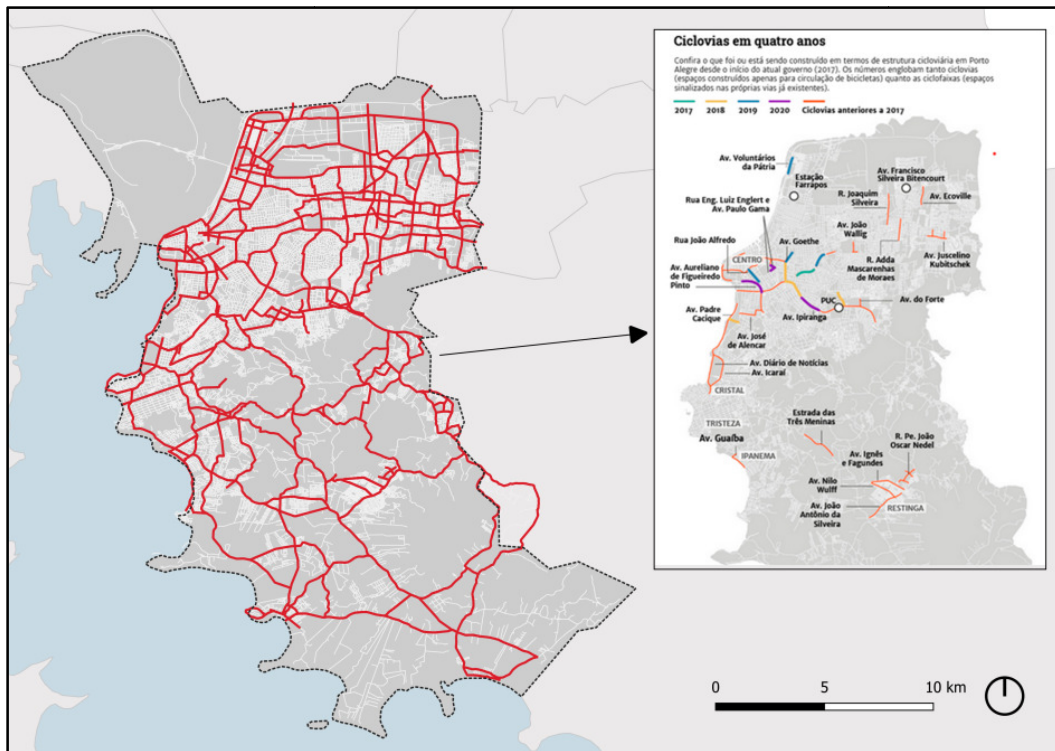 Ciclovias em quatro anos
Confira o que foi ou está sendo construído em termos de estrutura cicloviária em Porto
Alegre desde o início do atual governo (2017). Os números englobam tanto ciclovias
(espaços construídos apenas para circulação de bicicletas) quanto as ciclofaixas (espaços
sinalizados nas próprias vias já existentes).
2017 2018 2019 2020 Ciclovias anteriores a 2017
Av. Voluntários
da Pátria
Estação
Farrapos
Av. Francisco
Silveira Bitencourt
R. Joaquim
Silveira
Av. Ecoville
Rua Eng. Luiz Englert e
Av. Paulo Gama
Av. João
Wallig
Rua João Alfredo
Av. Goethe
CENTRO
R. Adda
Mascarenhas
de Moraes
Av. Juscelino
Kubitschek
Av. Aureliano
de Figueiredo
Pinto
PUC
Av. do Forte
Av. Padre
Cacique
Av. Ipiranga
Av. José
de Alencar
Av. Diário de Notícias
Av. Icaraí
CRISTAL
TRISTEZA
Estrada das
Três Meninas
R. Pe. João
Oscar Nedel
Av. Guaíba
IPANEMA
Av. Ignês
e Fagundes
Av. Nilo
Wulff
Av. João
Antônio da
Silveira
RESTINGA
0 5 10 km